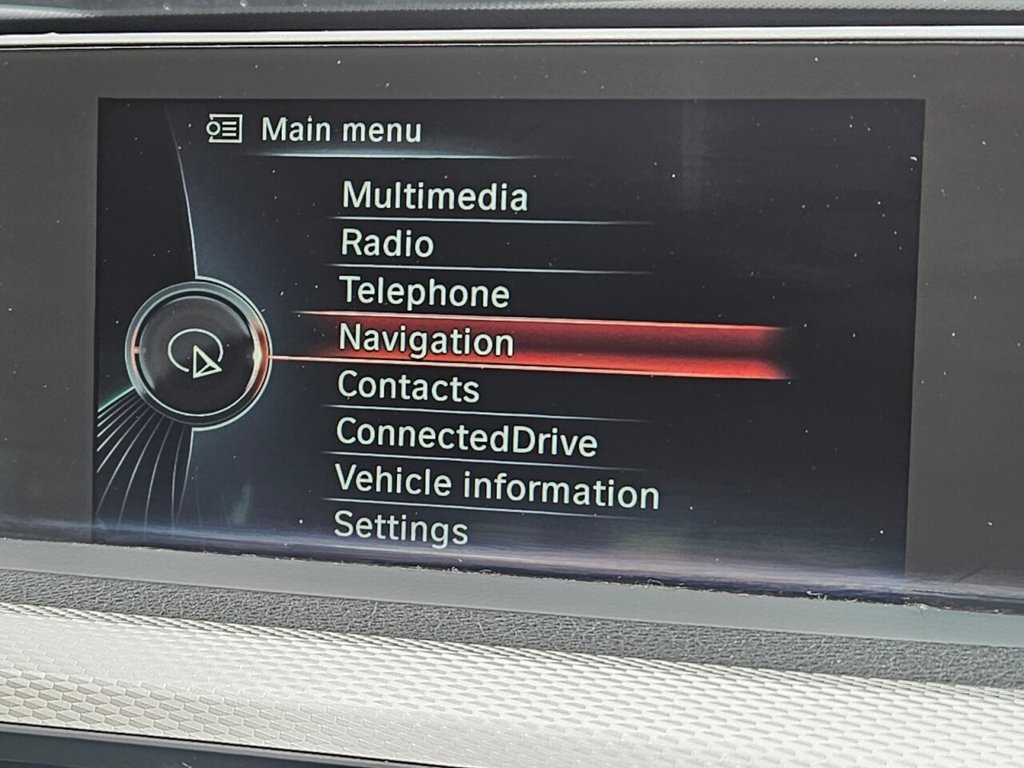 Main menu
Multimedia
Radio
Telephone
Navigation
Contacts
ConnectedDrive
Vehicle information
Settings